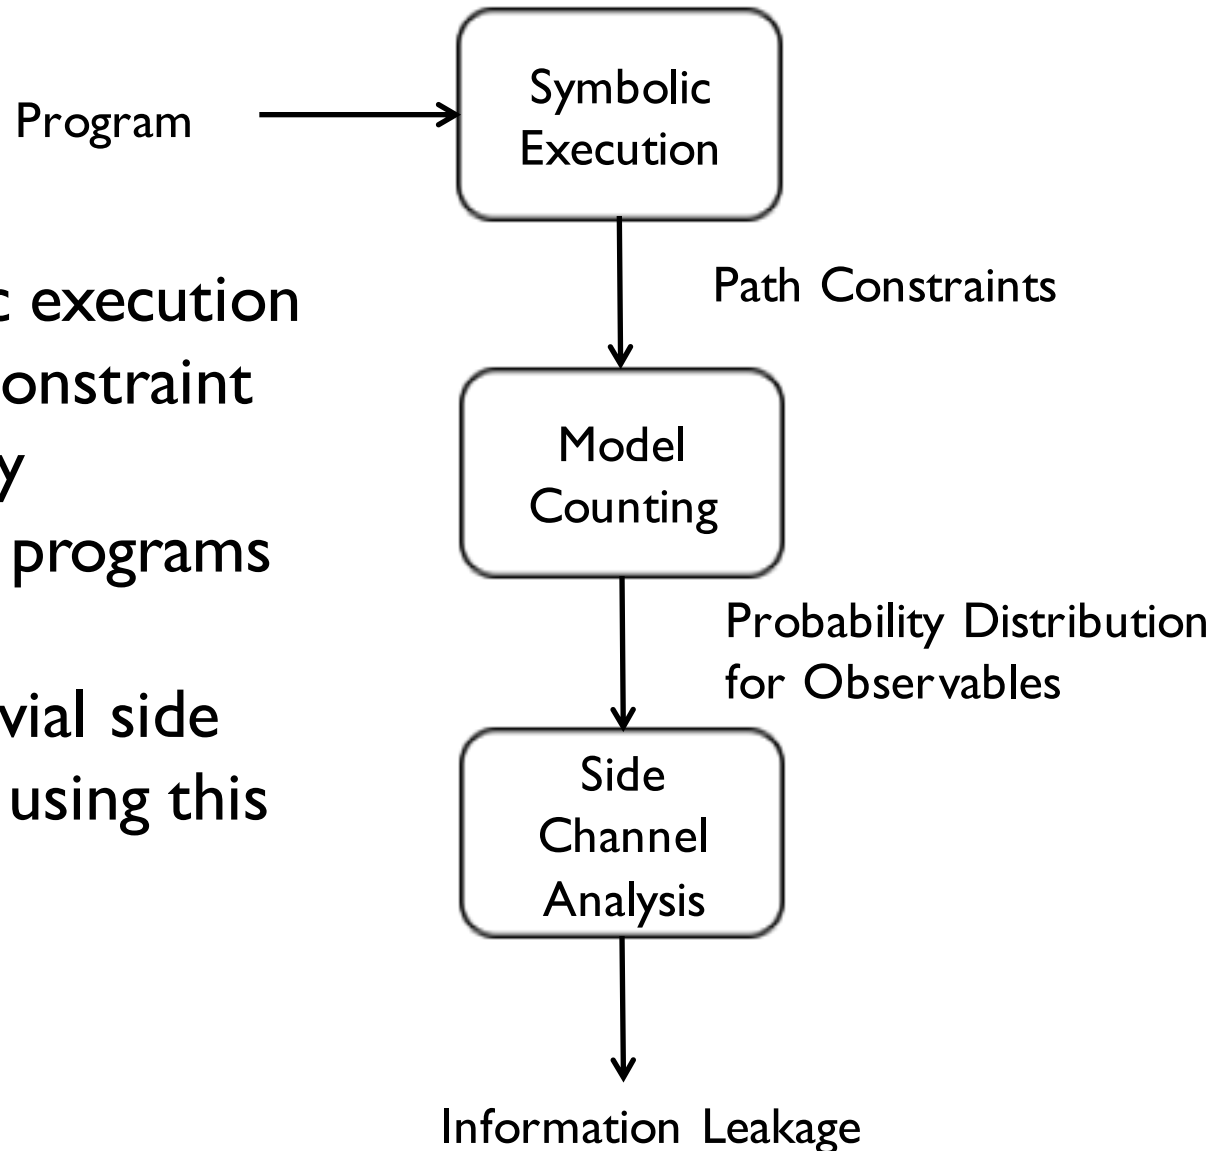 Symbolic
Execution
Program
Path Constraints
execution
onstraint
y
programs
vial side
using this
Model
Counting
Probability Distribution
for Observables
Side
Channel
Analysis
Information Leakage